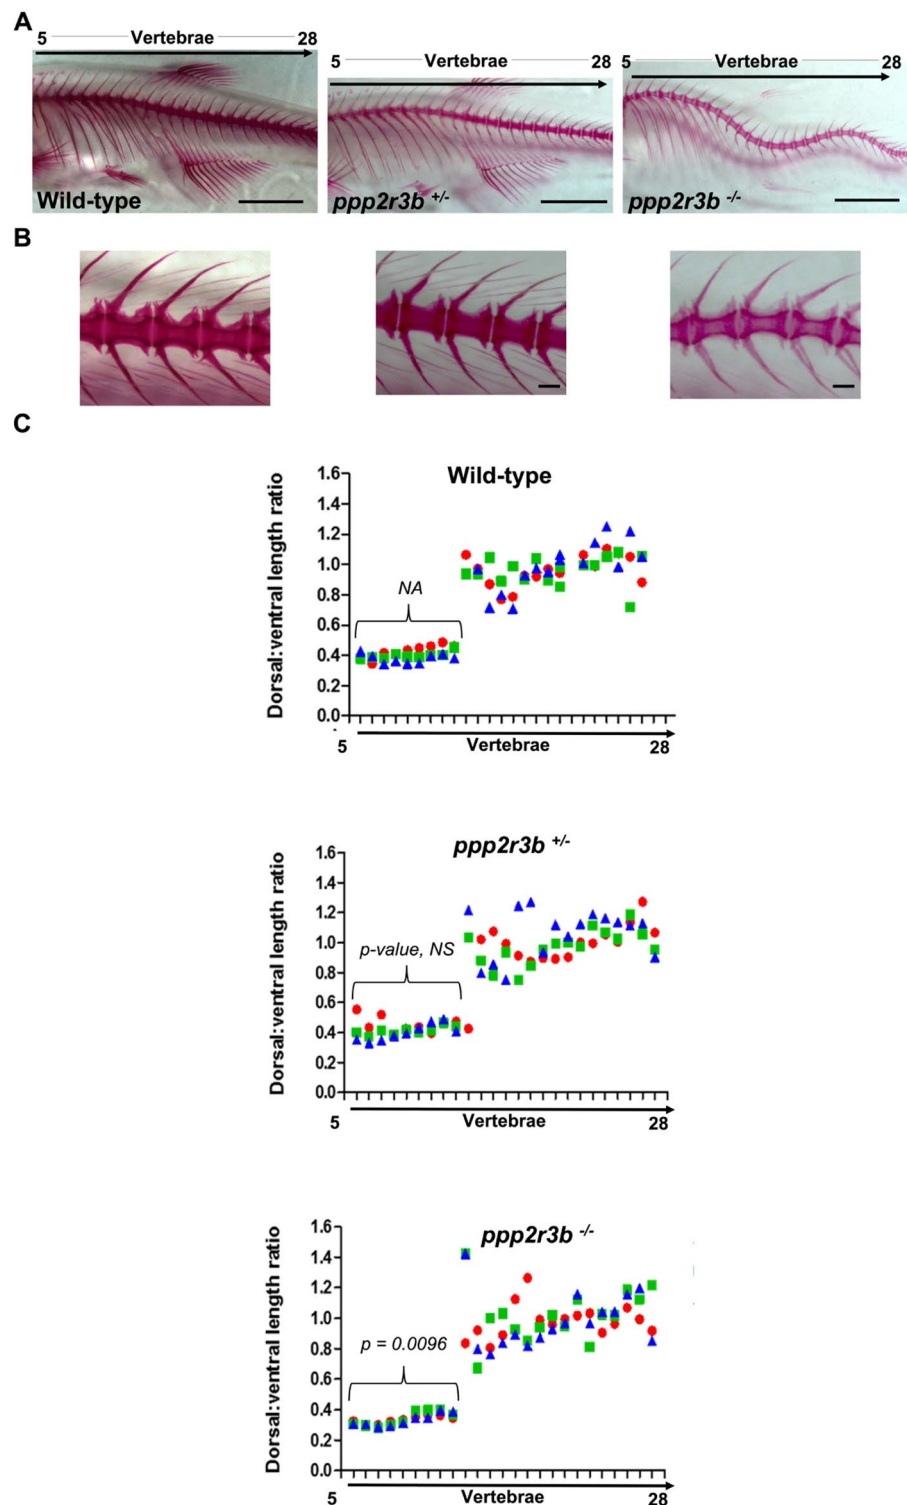 A
5 Vertebrae 28
5 Vertebrae 28
5 Vertebrae 28
Wild-type
ppp2r3b +/-
ppp2r3b -/-
B
C
Wild-type
Dorsal:ventral length ratio
1.6
1.4
1.2
1.0
0.8
0.6
0.4
0.2
0.0
NA
5 Vertebrae 28
ppp2r3b +/-
Dorsal:ventral length ratio
1.6
1.4
1.2
1.0
0.8
0.6
0.4
0.2
0.0
p-value, NS
5 Vertebrae 28
ppp2r3b -/-
Dorsal:ventral length ratio
1.6
1.4
1.2
1.0
0.8
0.6
0.4
0.2
0.0
p = 0.0096
5 Vertebrae 28